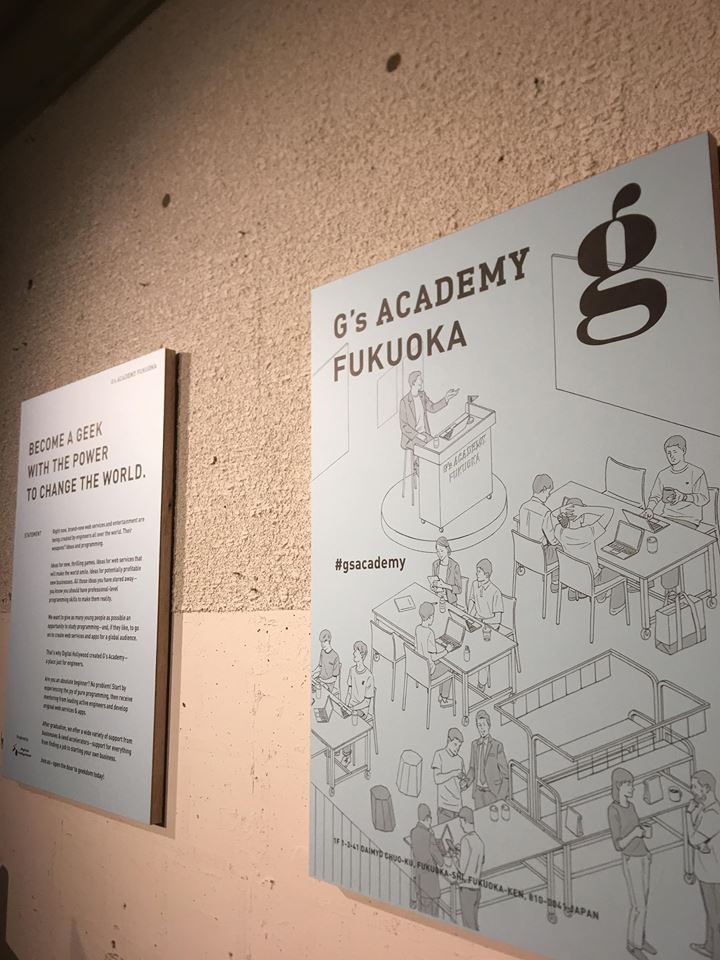 G's ACADEMY FUKUOKA
BECOME A GEEK
WITH THE POWER
TO CHANGE THE WORLD.
STATEMENT
Right now, brand-new web services and entertainment are
being created by engineers all over the world. Their
weapons? Ideas and programming.
Ideas for new, thrilling games. Ideas for web services that
will make the world smile. Ideas for potentially profitable
new businesses. All those ideas you have stored away—
you know you should have professional-level
programming skills to make them reality.
We want to give as many young people as possible an
opportunity to study programming—and, if they like, to go
on to create web services and apps for a global audience.
That's why Digital Hollywood created G's Academy—
a place just for engineers.
Are you an absolute beginner? No problem! Start by
experiencing the joy of pure programming, then receive
mentoring from leading active engineers and develop
original web services & apps.
After graduation, we offer a wide variety of support from
businesses & seed accelerators—support for everything
from finding a job to starting your own business.
Join us—open the door to geekdom today!
g
G's ACADEMY
FUKUOKA
G's ACADEMY
FUKUOKA
#gsacademy
1F 1-3-41 DAIMYO CHUO-KU, FUKUOKA-SHI, FUKUOKA-KEN, 810-0041 JAPAN